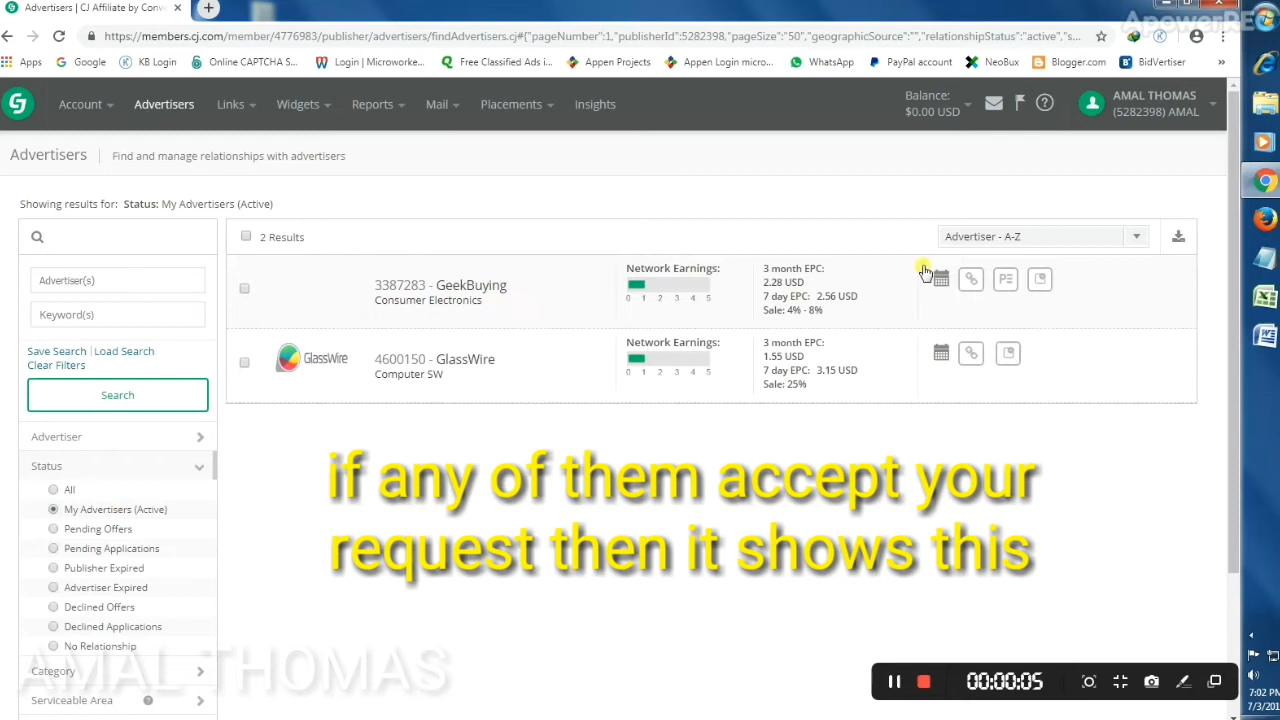 Advertisers | CJ Affiliate by Conve
ApowerREC
https://members.cj.com/member/4776983/publisher/advertisers/findAdvertisers
#{"pageNumber":1,"publisherId":5282398,"pageSize":"50","geographicSource":"","relationshipStatus":"active","s...
Apps Google KB Login Online CAPTCHA S... Login | Microworke... Free Classified Ads i... Appen Projects Appen Login micro... WhatsApp PayPal account NeoBux Blogger.com BidVertiser »
Account Advertisers Links Widgets Reports Mail Placements Insights
Balance:
$0.00 USD
AMAL THOMAS
(5282398) AMAL
Advertisers Find and manage relationships with advertisers
Showing results for: Status: My Advertisers (Active)
2 Results
Advertiser - A-Z
Advertiser(s)
Keyword(s)
Save Search | Load Search
Clear Filters
Search
Advertiser
Status
All
My Advertisers (Active)
Pending Offers
Pending Applications
Publisher Expired
Advertiser Expired
Declined Offers
Declined Applications
No Relationship
Category
Serviceable Area
3387283 - GeekBuying
Consumer Electronics
Network Earnings:
0 1 2 3 4 5
3 month EPC:
2.28 USD
7 day EPC: 2.56 USD
Sale: 4% - 8%
GlassWire
4600150 - GlassWire
Computer SW
Network Earnings:
0 1 2 3 4 5
3 month EPC:
1.55 USD
7 day EPC: 3.15 USD
Sale: 25%
if any of them accept your
request then it shows this
AMAL THOMAS
00:00:05
7:02 PM